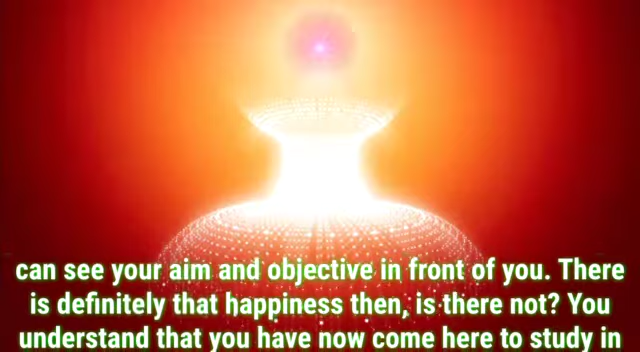 can see your aim and objective in front of you. There
is definitely that happiness then, is there not? You
understand that you have now come here to study in